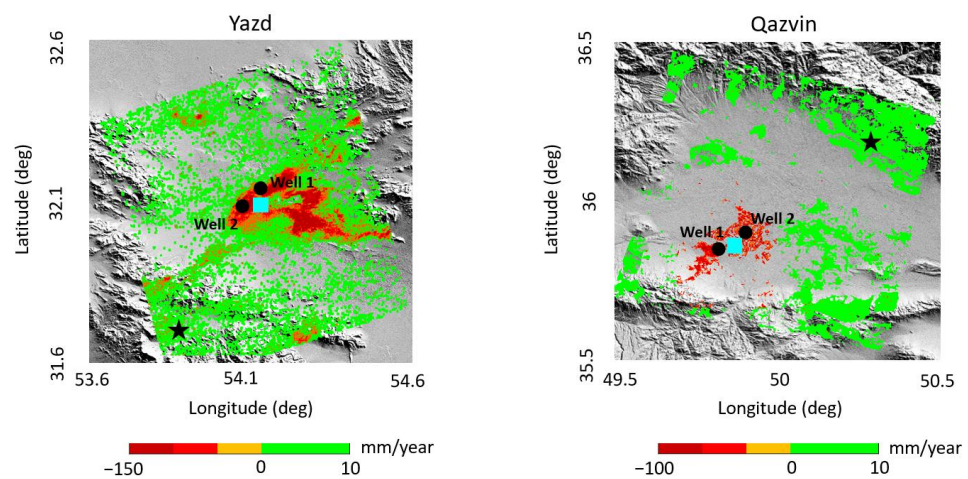 Yazd
32.6
32.1
31.6
Latitude (deg)
Well 1
Well 2
53.6
54.1
54.6
Longitude (deg)
mm/year
−150
0
10
Qazvin
36.5
36
35.5
Latitude (deg)
Well 2
Well 1
49.5
50
50.5
Longitude (deg)
mm/year
−100
0
10